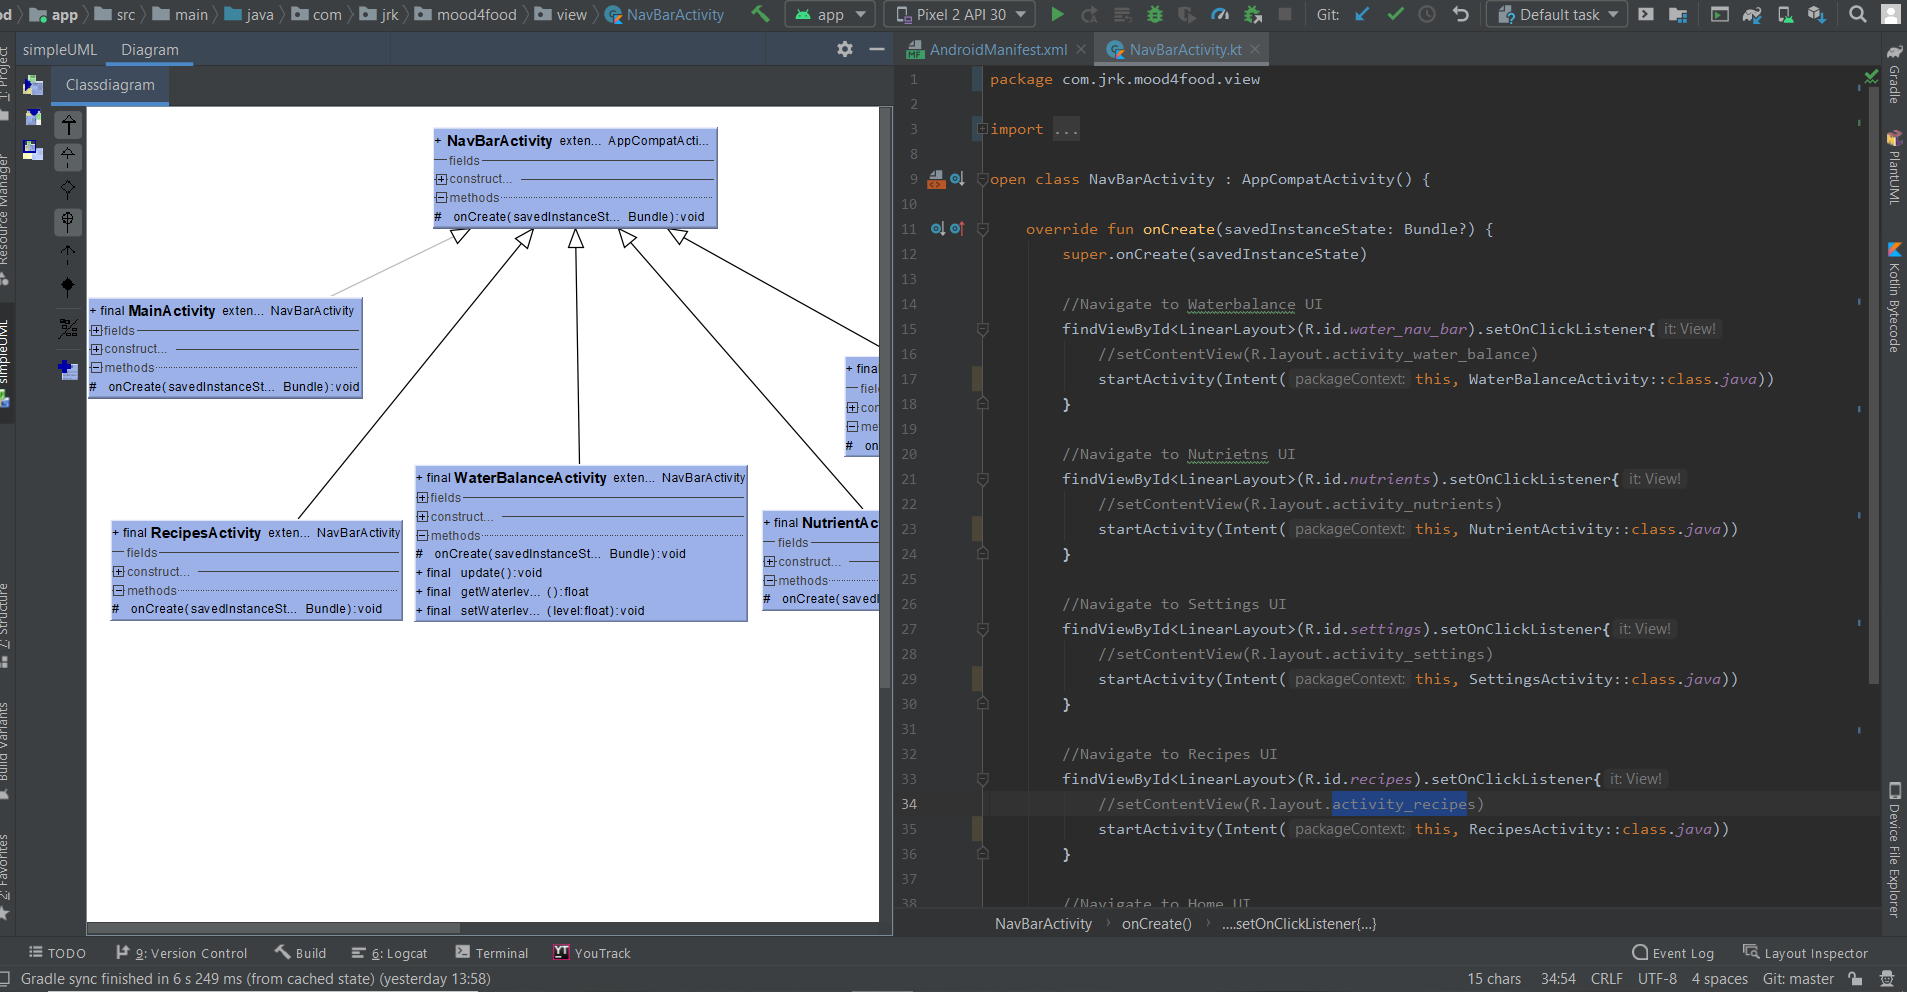 app
src
main
java
com
jrk
mood4food
view
NavBarActivity
app
Pixel 2 API 30
Git:
Default task
simpleUML
Diagram
AndroidManifest.xml
NavBarActivity.kt
Classdiagram
1: Project
Resource Manager
simpleUML
7: Structure
Build Variants
2: Favorites
+ NavBarActivity exten... AppCompatActi...
fields
construct...
methods
# onCreate(savedInstanceSt... Bundle):void
+ final MainActivity exten... NavBarActivity
fields
construct...
methods
# onCreate(savedInstanceSt... Bundle):void
+ final RecipesActivity exten... NavBarActivity
fields
construct...
methods
# onCreate(savedInstanceSt... Bundle):void
+ final WaterBalanceActivity exten... NavBarActivity
fields
construct...
methods
# onCreate(savedInstanceSt... Bundle):void
+ final update():void
+ final getWaterlev... ():float
+ final setWaterlev... (level:float):void
+ final NutrientAc
fields
construct...
methods
# onCreate(saved
+ final
fiel
con
me
# on
1 package com.jrk.mood4food.view
2
3 import ...
8
9 open class NavBarActivity : AppCompatActivity() {
10
11 override fun onCreate(savedInstanceState: Bundle?) {
12 super.onCreate(savedInstanceState)
13
14 //Navigate to Waterbalance UI
15 findViewById<LinearLayout>(R.id.water_nav_bar).setOnClickListener{ it: View!
16 //setContentView(R.layout.activity_water_balance)
17 startActivity(Intent( packageContext: this, WaterBalanceActivity::class.java))
18 }
19
20 //Navigate to Nutrietns UI
21 findViewById<LinearLayout>(R.id.nutrients).setOnClickListener{ it: View!
22 //setContentView(R.layout.activity_nutrients)
23 startActivity(Intent( packageContext: this, NutrientActivity::class.java))
24 }
25
26 //Navigate to Settings UI
27 findViewById<LinearLayout>(R.id.settings).setOnClickListener{ it: View!
28 //setContentView(R.layout.activity_settings)
29 startActivity(Intent( packageContext: this, SettingsActivity::class.java))
30 }
31
32 //Navigate to Recipes UI
33 findViewById<LinearLayout>(R.id.recipes).setOnClickListener{ it: View!
34 //setContentView(R.layout.activity_recipes)
35 startActivity(Intent( packageContext: this, RecipesActivity::class.java))
36 }
37
38 //Navigate to Home UI
NavBarActivity › onCreate() › ....setOnClickListener{...}
Gradle
PlantUML
Kotlin Bytecode
Device File Explorer
TODO
9: Version Control
Build
6: Logcat
Terminal
YT YouTrack
Event Log
Layout Inspector
Gradle sync finished in 6 s 249 ms (from cached state) (yesterday 13:58)
15 chars
34:54
CRLF
UTF-8
4 spaces
Git: master